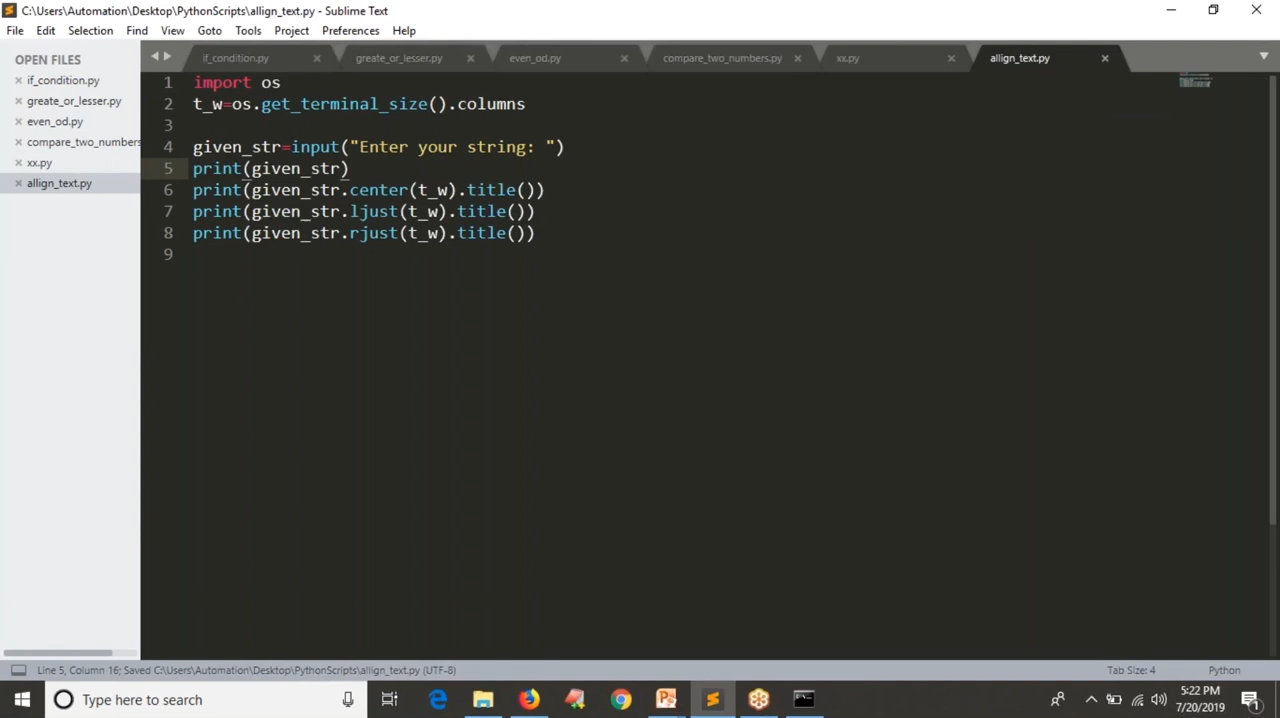 C:\Users\Automation\Desktop\PythonScripts\allign_text.py - Sublime Text
File Edit Selection Find View Goto Tools Project Preferences Help
OPEN FILES
if_condition.py
greate_or_lesser.py
even_od.py
compare_two_numbers
xx.py
allign_text.py
if_condition.py greate_or_lesser.py even_od.py compare_two_numbers.py xx.py allign_text.py
1 import os
2 t_w=os.get_terminal_size().columns
3
4 given_str=input("Enter your string: ")
5 print(given_str)
6 print(given_str.center(t_w).title())
7 print(given_str.ljust(t_w).title())
8 print(given_str.rjust(t_w).title())
9
Line 5, Column 16; Saved C:\Users\Automation\Desktop\PythonScripts\allign_text.py (UTF-8) Tab Size: 4 Python
Type here to search
5:22 PM
7/20/2019
1